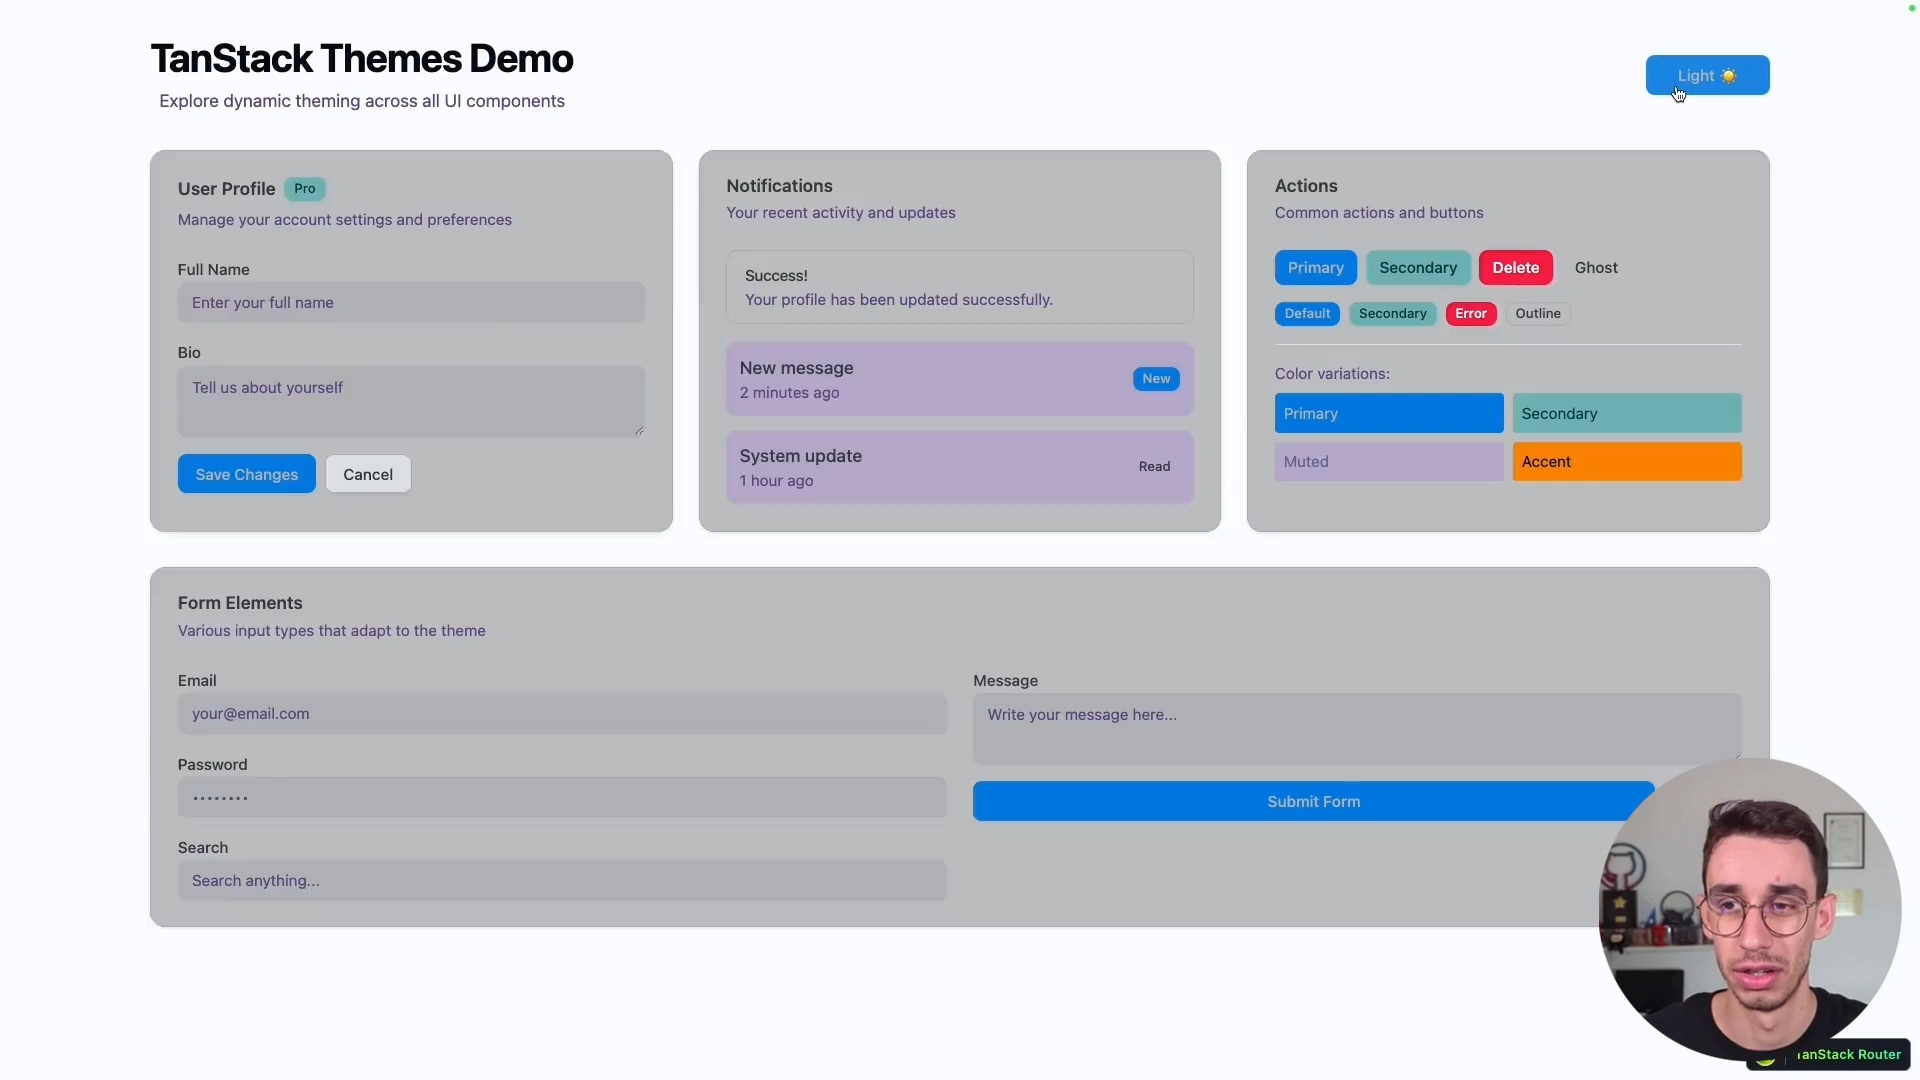 TanStack Themes Demo
Explore dynamic theming across all UI components
Light
User Profile Pro
Manage your account settings and preferences
Full Name
Enter your full name
Bio
Tell us about yourself
Save Changes Cancel
Notifications
Your recent activity and updates
Success!
Your profile has been updated successfully.
New message
2 minutes ago
New
System update
1 hour ago
Read
Actions
Common actions and buttons
Primary Secondary Delete Ghost
Default Secondary Error Outline
Color variations:
Primary Secondary
Muted Accent
Form Elements
Various input types that adapt to the theme
Email
your@email.com
Password
••••••••
Search
Search anything...
Message
Write your message here...
Submit Form
TanStack Router